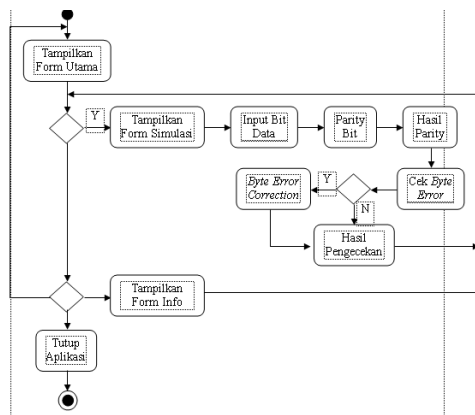 Tampilkan
Form Utama
Y
Tampilkan
Form Simulasi
Input Bit
Data
Parity
Bit
Hasil
Parity
Byte Error
Correction
Y
N
Cek Byte
Error
Hasil
Pengecekan
Tampilkan
Form Info
Tutup
Aplikasi